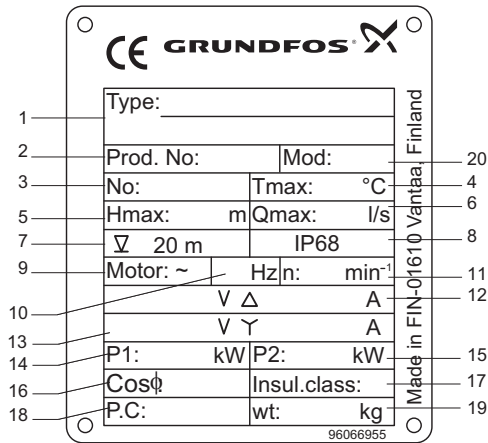 CE GRUNDFOS
1 Type:
2 Prod. No: Mod: 20
3 No: Tmax: °C 4
5 Hmax: m Qmax: l/s 6
7 ∇ 20 m IP68 8
9 Motor: ~ Hz n: min⁻¹ 11
10 V △ A 12
13 V Y A
14 P1: kW P2: kW 15
16 Cosϕ Insul.class: 17
18 P.C: wt: kg 19
96066955
Made in FIN-01610 Vantaa, Finland